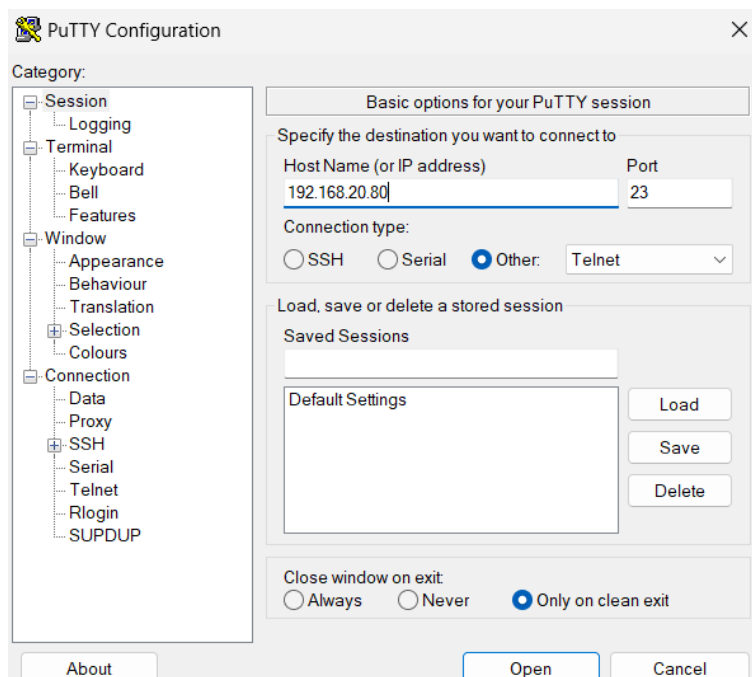 PuTTY Configuration
Category:
Session
Logging
Terminal
Keyboard
Bell
Features
Window
Appearance
Behaviour
Translation
Selection
Colours
Connection
Data
Proxy
SSH
Serial
Telnet
Rlogin
SUPDUP
Basic options for your PuTTY session
Specify the destination you want to connect to
Host Name (or IP address) Port
192.168.20.80 23
Connection type:
SSH Serial Other: Telnet
Load, save or delete a stored session
Saved Sessions
Default Settings
Load
Save
Delete
Close window on exit:
Always Never Only on clean exit
About Open Cancel